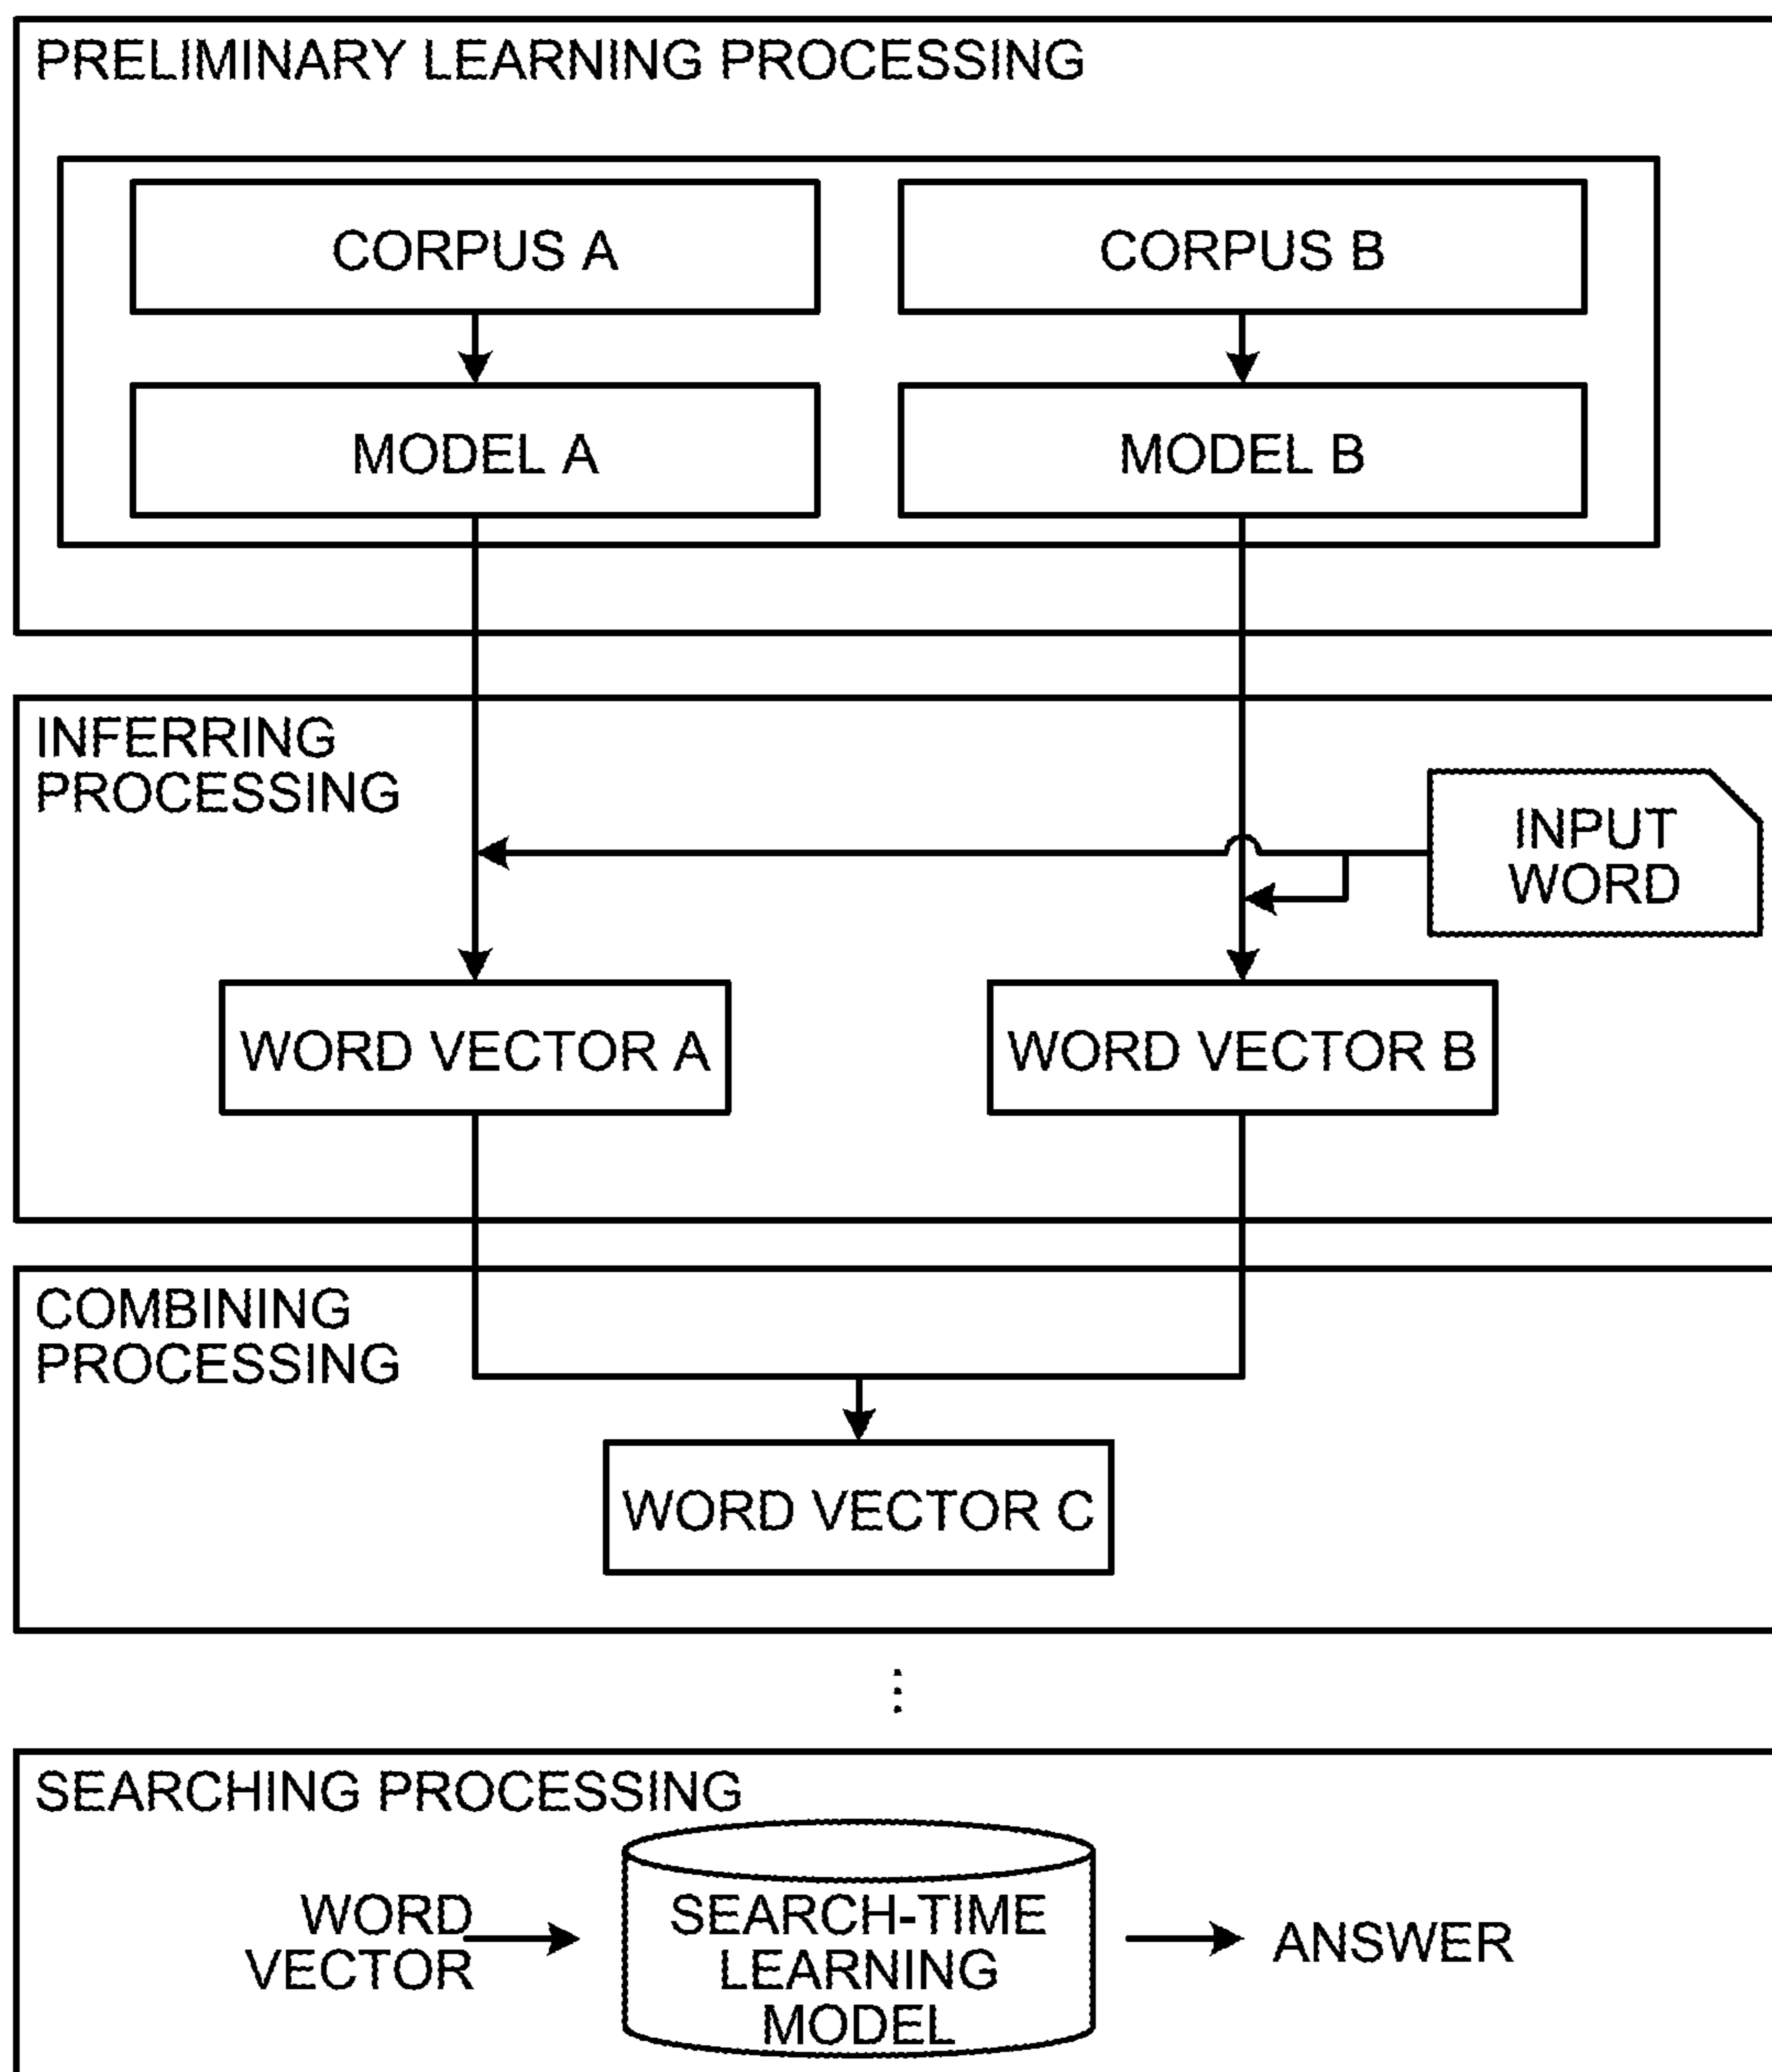 PRELIMINARY LEARNING PROCESSING
CORPUS A
CORPUS B
MODEL A
MODEL B
INFERRING
PROCESSING
INPUT
WORD
WORD VECTOR A
WORD VECTOR B
COMBINING
PROCESSING
WORD VECTOR C
SEARCHING PROCESSING
WORD
VECTOR
SEARCH-TIME
LEARNING
MODEL
ANSWER